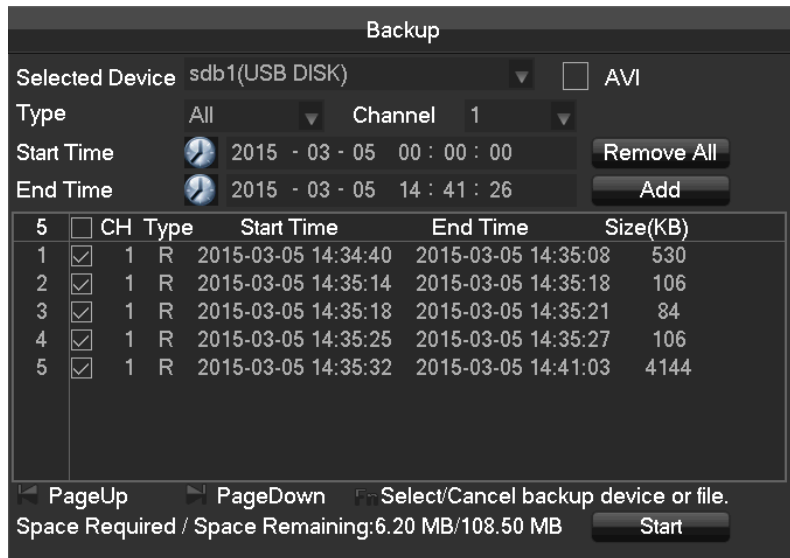 Backup
Selected Device sdb1(USB DISK) AVI
Type All Channel 1
Start Time 2015 - 03 - 05 00 : 00 : 00 Remove All
End Time 2015 - 03 - 05 14 : 41 : 26 Add
5 CH Type Start Time End Time Size(KB)
1 1 R 2015-03-05 14:34:40 2015-03-05 14:35:08 530
2 1 R 2015-03-05 14:35:14 2015-03-05 14:35:18 106
3 1 R 2015-03-05 14:35:18 2015-03-05 14:35:21 84
4 1 R 2015-03-05 14:35:25 2015-03-05 14:35:27 106
5 1 R 2015-03-05 14:35:32 2015-03-05 14:41:03 4144
PageUp PageDown Fn Select/Cancel backup device or file.
Space Required / Space Remaining:6.20 MB/108.50 MB Start